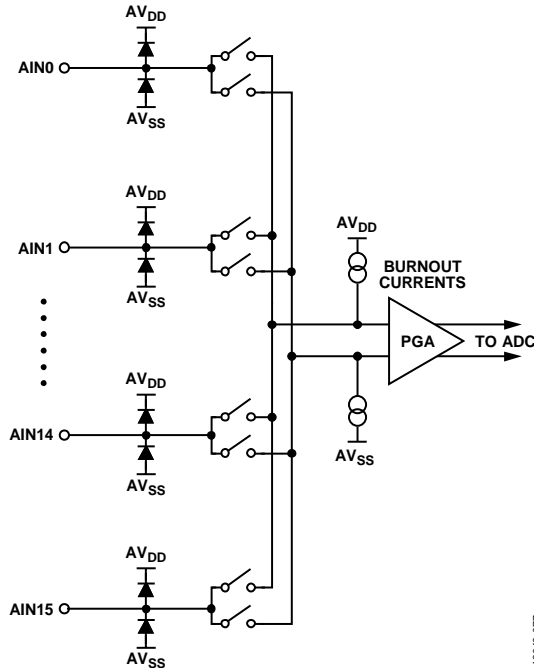 AVDD
AIN0
AVSS
AVDD
AIN1
AVSS
AVDD
BURNOUT
CURRENTS
PGA
TO ADC
AVDD
AIN14
AVSS
AVSS
AVDD
AIN15
AVSS